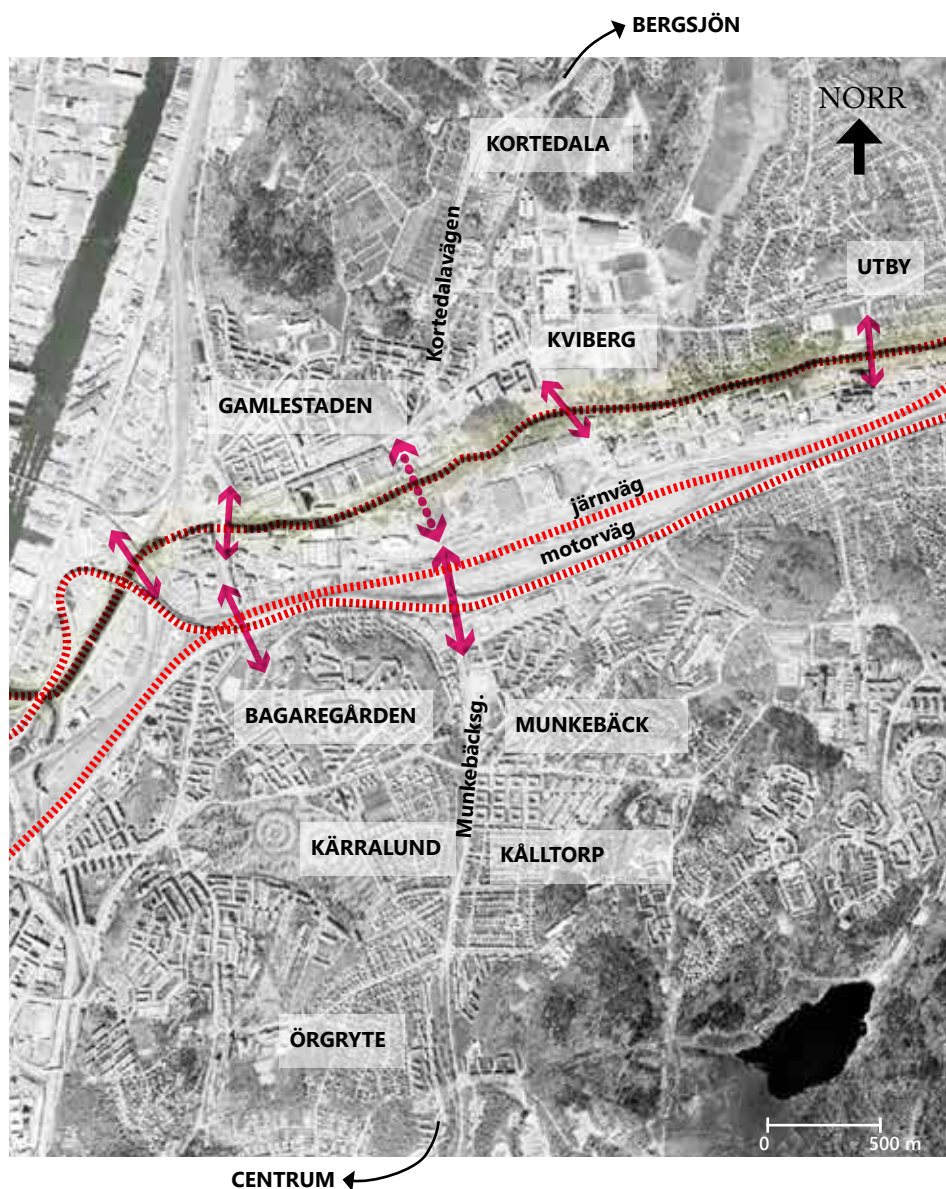 BERGSJÖN
NORR
KORTEDALA
Kortedalavägen
UTBY
KVIBERG
GAMLESTADEN
järnväg
motorväg
BAGAREGÅRDEN
MUNKEBÄCK
Munkebäcksg.
KÄRRALUND
KÅLLTORP
ÖRGRYTE
0 500 m
CENTRUM